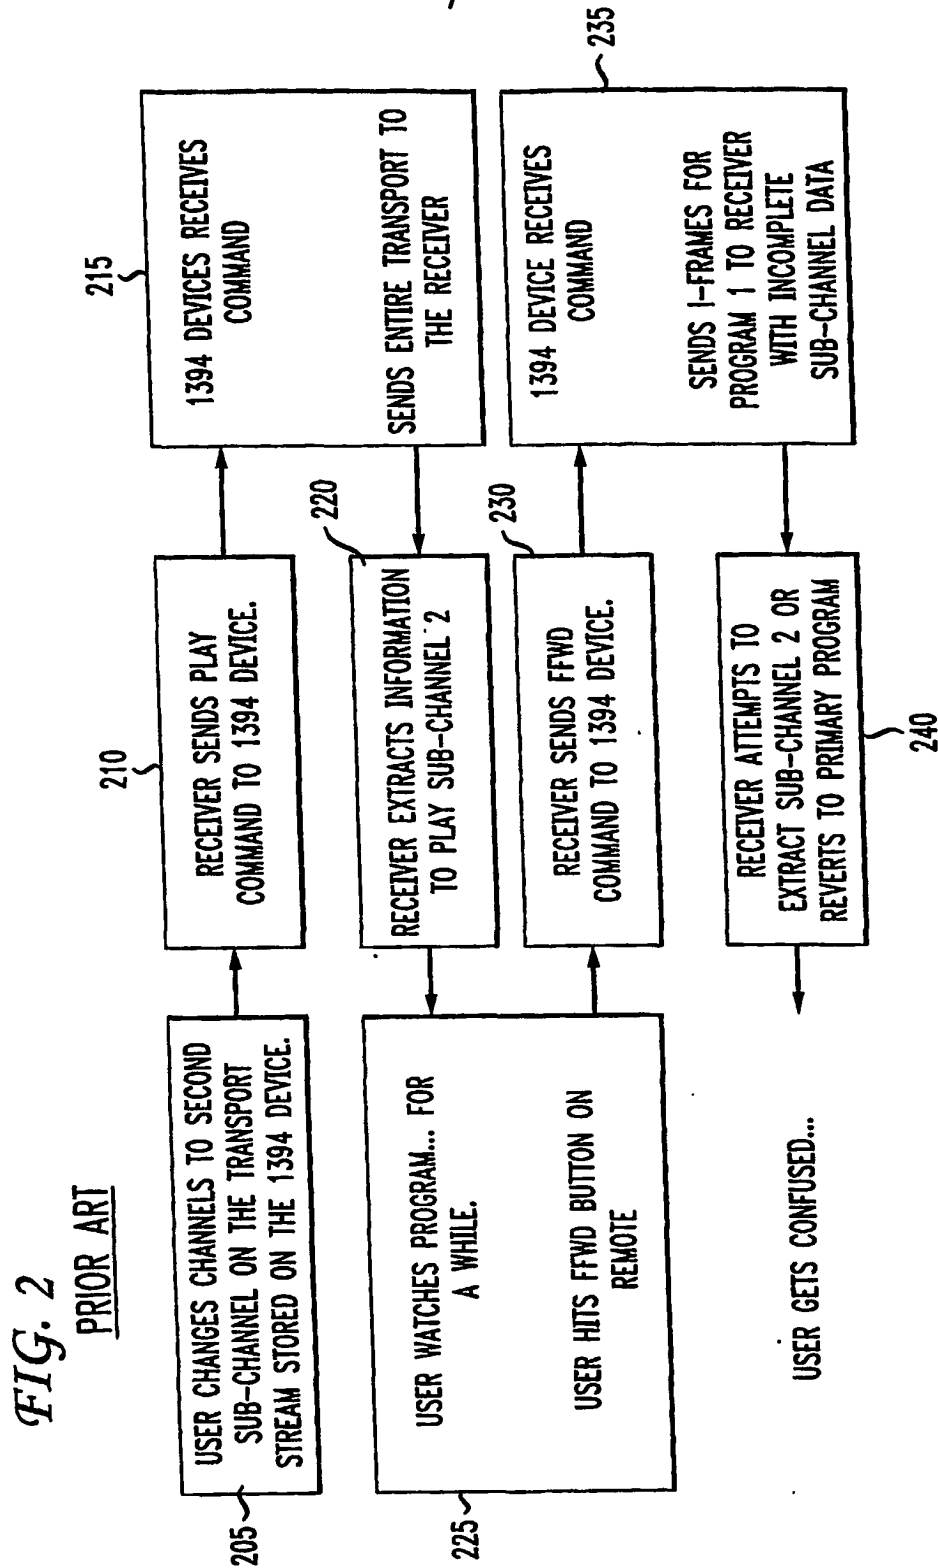 FIG. 2
PRIOR ART
205
USER CHANGES CHANNELS TO SECOND
SUB-CHANNEL ON THE TRANSPORT
STREAM STORED ON THE 1394 DEVICE.
210
RECEIVER SENDS PLAY
COMMAND TO 1394 DEVICE.
215
1394 DEVICES RECEIVES
COMMAND
SENDS ENTIRE TRANSPORT TO
THE RECEIVER
220
RECEIVER EXTRACTS INFORMATION
TO PLAY SUB-CHANNEL 2
225
USER WATCHES PROGRAM... FOR
A WHILE.
USER HITS FFWD BUTTON ON
REMOTE
230
RECEIVER SENDS FFWD
COMMAND TO 1394 DEVICE.
235
1394 DEVICE RECEIVES
COMMAND
SENDS I-FRAMES FOR
PROGRAM 1 TO RECEIVER
WITH INCOMPLETE
SUB-CHANNEL DATA
240
RECEIVER ATTEMPTS TO
EXTRACT SUB-CHANNEL 2 OR
REVERTS TO PRIMARY PROGRAM
USER GETS CONFUSED...